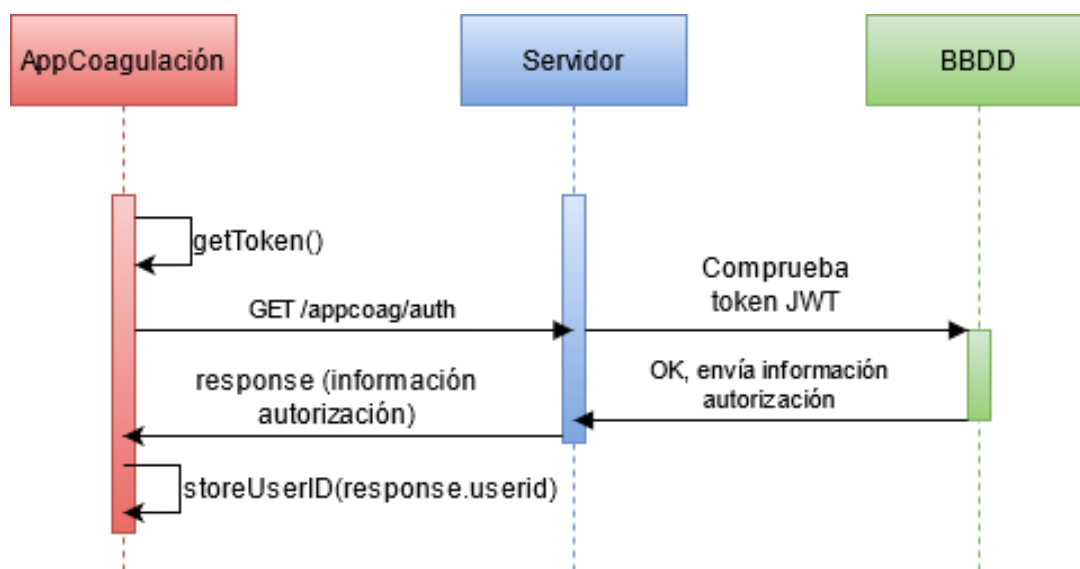 AppCoagulación
Servidor
BBDD
getToken()
Comprueba
token JWT
GET /appcoag/auth
OK, envía información
autorización
response (información
autorización)
storeUserID(response.userid)